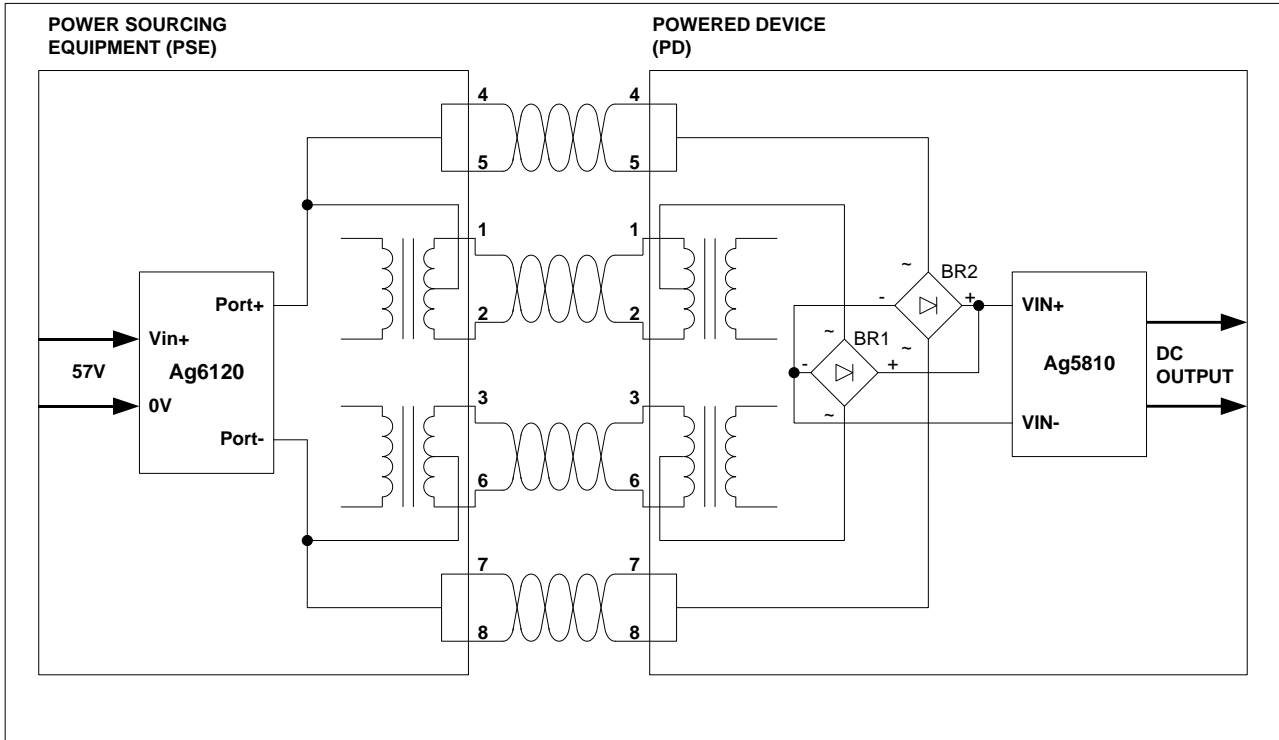 POWER SOURCING
EQUIPMENT (PSE)
POWERED DEVICE
(PD)
4
4
5
5
1
1
2
2
3
3
6
6
7
7
8
8
Port+
Vin+
57V
Ag6120
0V
Port-
~
BR2
-
+
~
~
BR1
-
+
~
VIN+
Ag5810
VIN-
DC
OUTPUT